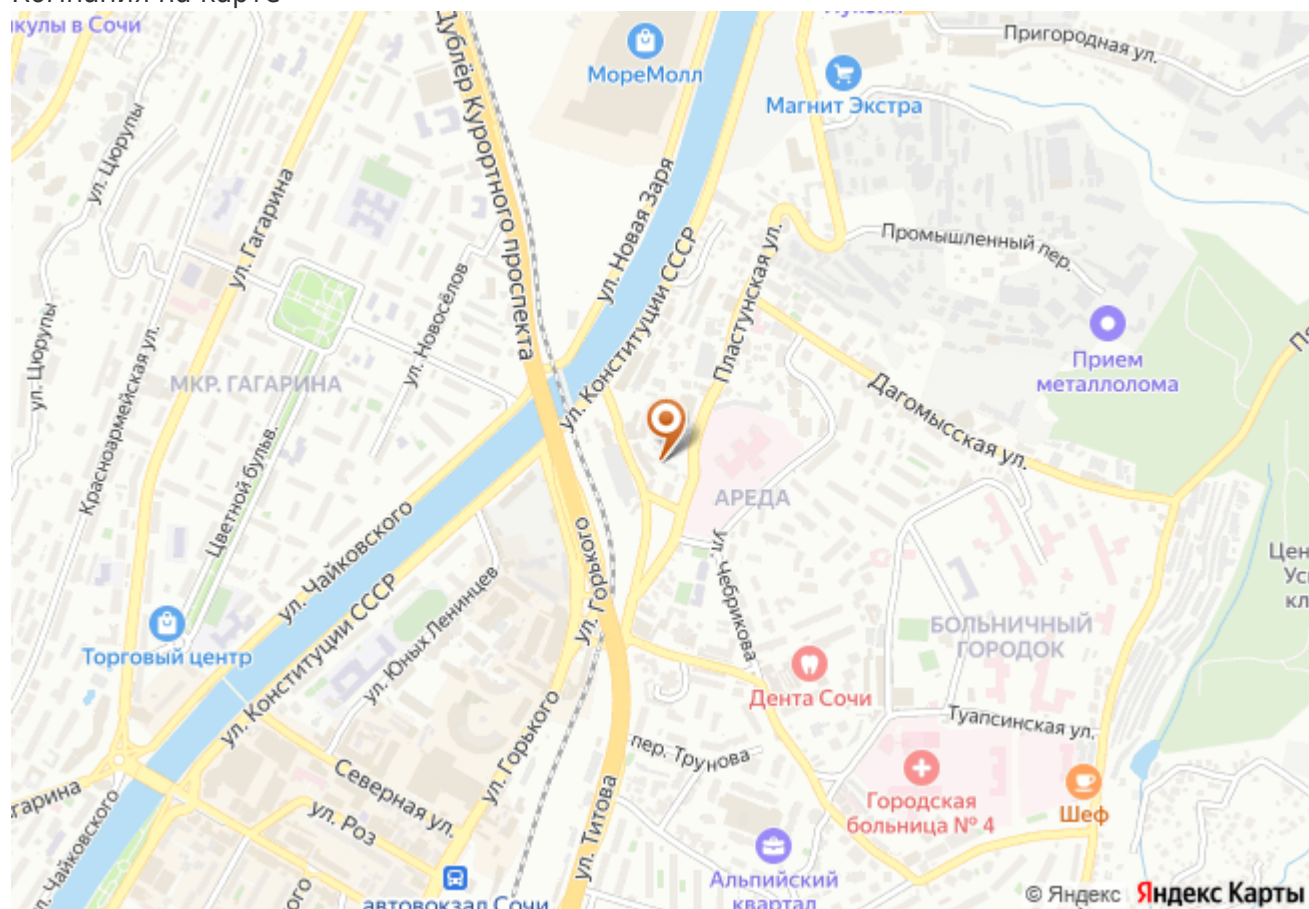 Компания на карте
кулы в Сочи
МореМолл
Пригородная ул.
Магнит Экстра
Дублёр Курортного проспекта
ул. Цюрупы
ул. Гагарина
ул. Новая Заря
ул. Конституции СССР
Пластунская ул.
Промышленный пер.
ул. Новосёлов
ул. Цюрупы
Красноармейская ул.
МКР. ГАГАРИНА
Прием
металлолома
Дагомысская ул.
Цветной бульв.
АРЕДА
ул. Чайковского
ул. Горького
ул. Чебрикова
ул. Конституции СССР
ул. Юных Ленинцев
Торговый центр
БОЛЬНИЧНЫЙ
ГОРОДОК
Дента Сочи
Туапсинская ул.
ул. Горького
пер. Трунова
Северная ул.
ул. Роз
ул. Титова
Городская
больница № 4
Шеф
гарина
ул. Чайковского
Альпийский
квартал
автовокзал Сочи
© Яндекс Яндекс Карты